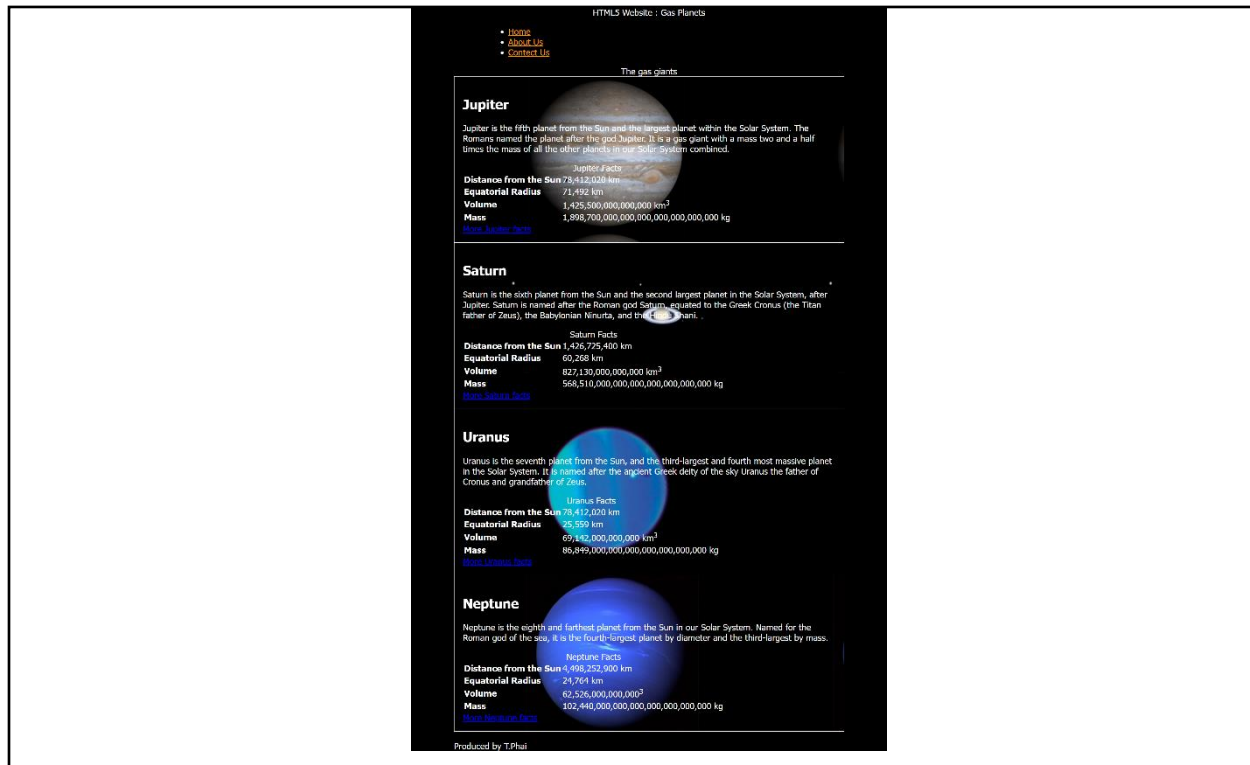 HTML5 Website : Gas Planets
• Home
• About Us
• Contect Us
The gas giants
Jupiter
Jupiter is the fifth planet from the Sun and the largest planet within the Solar System. The
Romans named the planet after the god Jupiter. It is a gas giant with a mass two and a half
times the mass of all the other planets in our Solar System combined.
Jupiter Facts
Distance from the Sun 78,412,020 km
Equatorial Radius 71,492 km
Volume 1,425,500,000,000,000 km3
Mass 1,898,700,000,000,000,000,000,000,000 kg
More Jupiter facts
Saturn
Saturn is the sixth planet from the Sun and the second largest planet in the Solar System, after
Jupiter. Saturn is named after the Roman god Saturn, equated to the Greek Cronus (the Titan
father of Zeus), the Babylonian Ninurta, and the Hindu Shani.
Saturn Facts
Distance from the Sun 1,426,725,400 km
Equatorial Radius 60,268 km
Volume 827,130,000,000,000 km3
Mass 568,510,000,000,000,000,000,000,000 kg
More Saturn facts
Uranus
Uranus is the seventh planet from the Sun, and the third-largest and fourth most massive planet
in the Solar System. It is named after the ancient Greek deity of the sky Uranus the father of
Cronus and grandfather of Zeus.
Uranus Facts
Distance from the Sun 78,412,020 km
Equatorial Radius 25,559 km
Volume 69,142,000,000,000 km3
Mass 86,849,000,000,000,000,000,000,000 kg
More Uranus facts
Neptune
Neptune is the eighth and farthest planet from the Sun in our Solar System. Named for the
Roman god of the sea, it is the fourth-largest planet by diameter and the third-largest by mass.
Neptune Facts
Distance from the Sun 4,498,252,900 km
Equatorial Radius 24,764 km
Volume 62,526,000,000,0003
Mass 102,440,000,000,000,000,000,000,000 kg
More Neptune facts
Produced by T.Phai